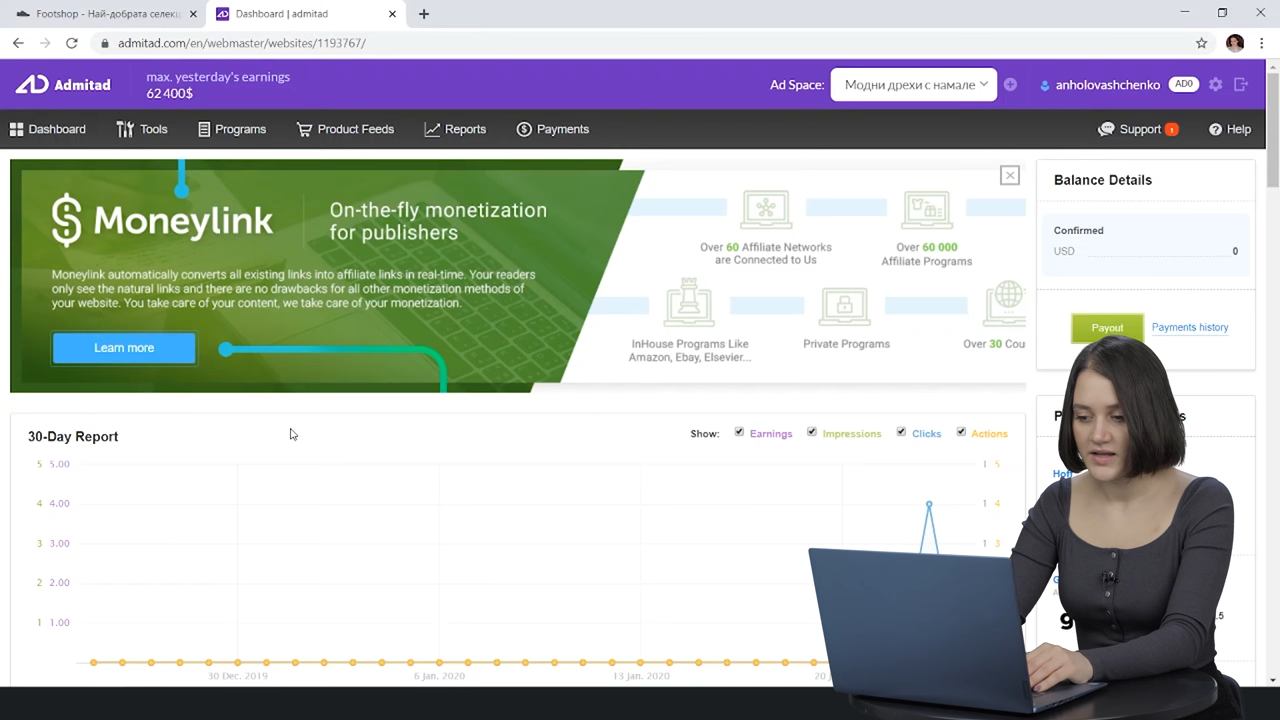 Footshop - Най-добрата селекц
Dashboard | admitad
admitad.com/en/webmaster/websites/1193767/
Admitad
max. yesterday's earnings
62 400$
Ad Space:
Модни дрехи с намале
anholovashchenko
AD0
Dashboard
Tools
Programs
Product Feeds
Reports
Payments
Support
Help
Moneylink
On-the-fly monetization
for publishers
Moneylink automatically converts all existing links into affiliate links in real-time. Your readers
only see the natural links and there are no drawbacks for all other monetization methods of
your website. You take care of your content, we take care of your monetization.
Learn more
Over 60 Affiliate Networks
are Connected to Us
Over 60 000
Affiliate Programs
InHouse Programs Like
Amazon, Ebay, Elsevier...
Private Programs
Over 30 Cou
Balance Details
Confirmed
USD 0
Payout
Payments history
30-Day Report
Show:
Earnings
Impressions
Clicks
Actions
5 5.00 1 5
4 4.00 1 4
3 3.00 1 3
2 2.00
1 1.00
30 Dec. 2019
6 Jan. 2020
13 Jan. 2020